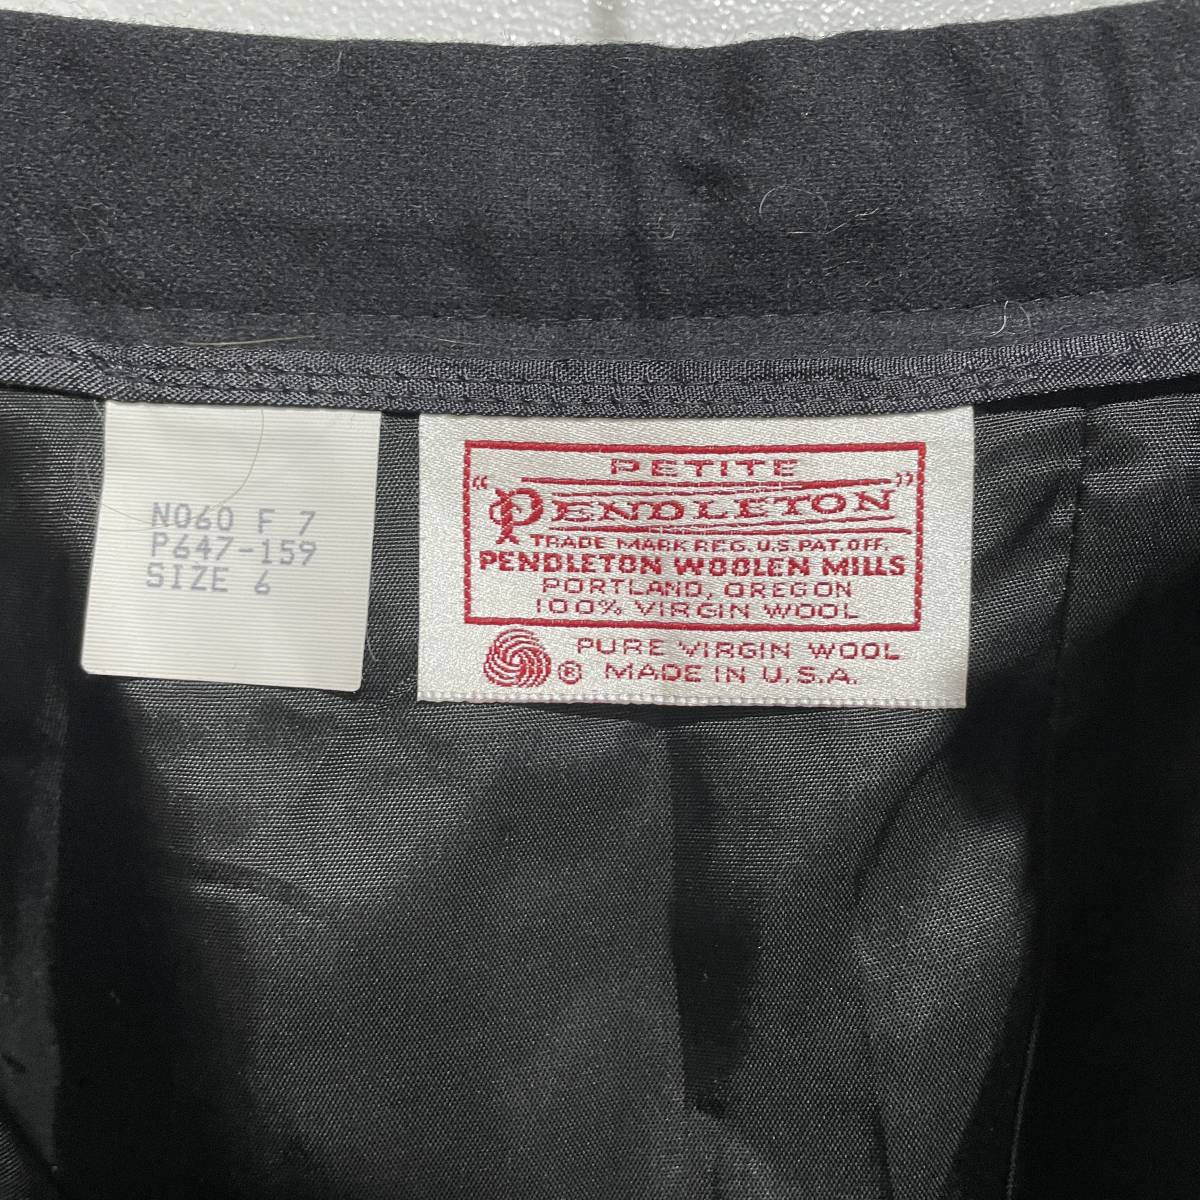 N060 F 7
P647-159
SIZE 6
PETITE
"PENDLETON"
TRADE MARK REG. U.S. PAT. OFF.
PENDLETON WOOLEN MILLS
PORTLAND, OREGON
100% VIRGIN WOOL
PURE VIRGIN WOOL
® MADE IN U.S.A.